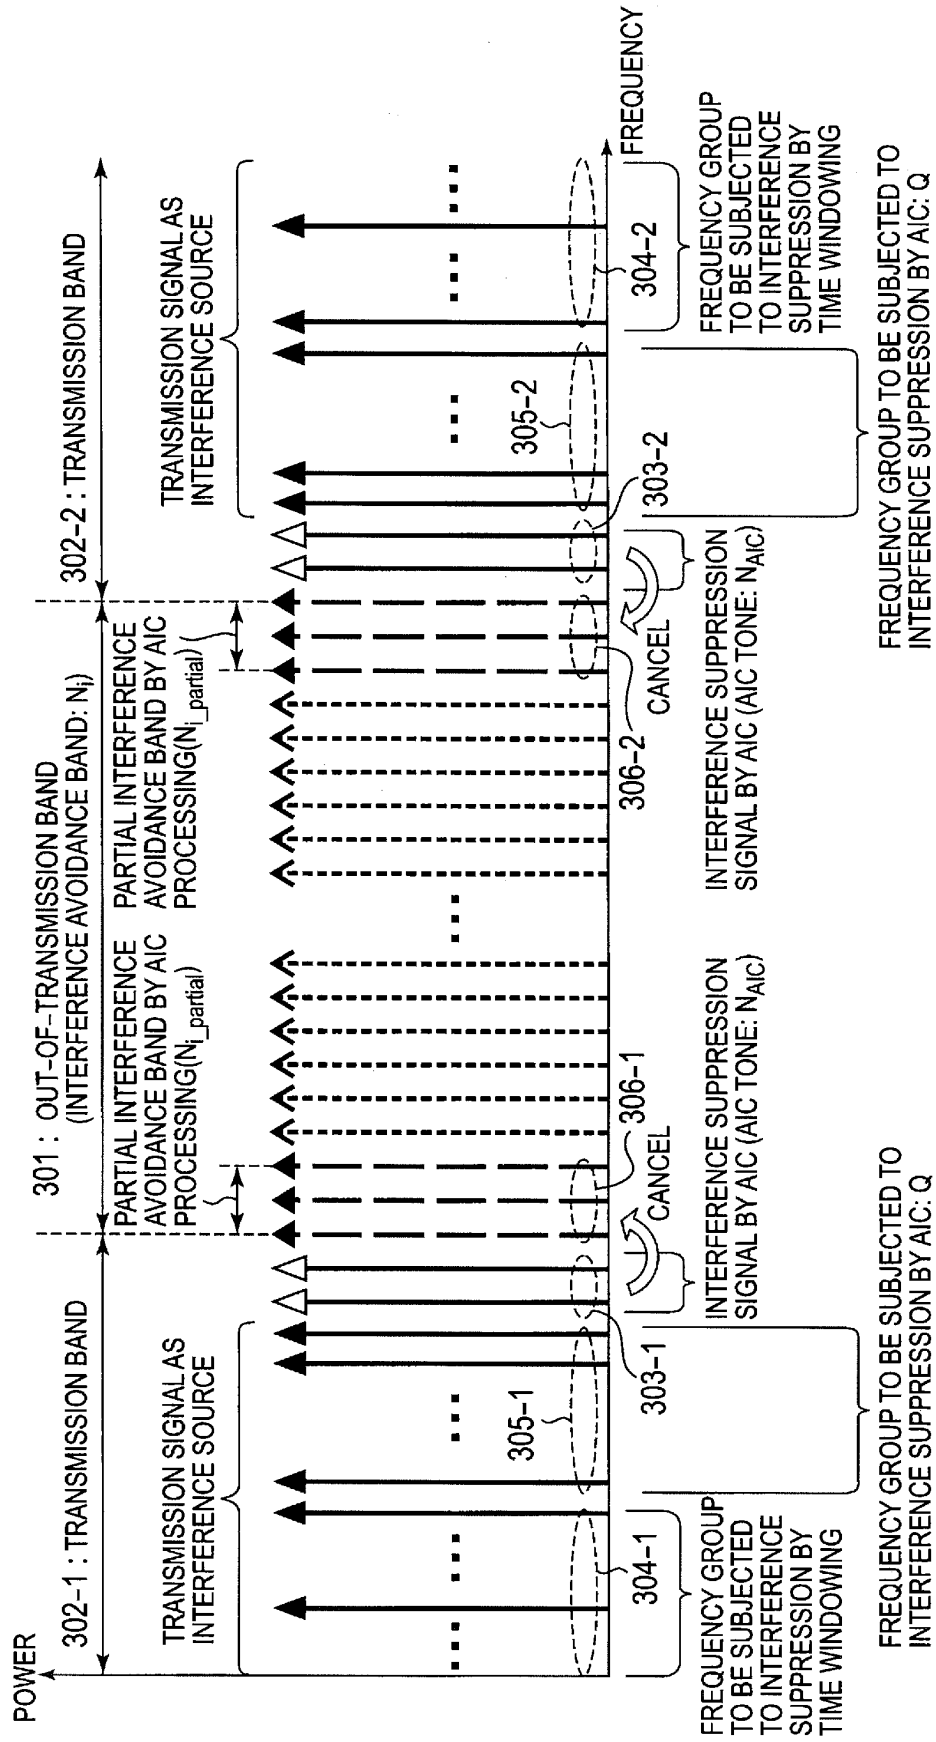 POWER
302-1 : TRANSMISSION BAND
301 : OUT-OF-TRANSMISSION BAND
(INTERFERENCE AVOIDANCE BAND: Ni)
302-2 : TRANSMISSION BAND
TRANSMISSION SIGNAL AS
INTERFERENCE SOURCE
PARTIAL INTERFERENCE
AVOIDANCE BAND BY AIC
PROCESSING(Ni_partial)
PARTIAL INTERFERENCE
AVOIDANCE BAND BY AIC
PROCESSING(Ni_partial)
TRANSMISSION SIGNAL AS
INTERFERENCE SOURCE
305-1
305-2
304-1
303-1
306-1
306-2
303-2
304-2
FREQUENCY
CANCEL
CANCEL
FREQUENCY GROUP
TO BE SUBJECTED
TO INTERFERENCE
SUPPRESSION BY
TIME WINDOWING
INTERFERENCE SUPPRESSION
SIGNAL BY AIC (AIC TONE: NAIC)
INTERFERENCE SUPPRESSION
SIGNAL BY AIC (AIC TONE: NAIC)
FREQUENCY GROUP
TO BE SUBJECTED
TO INTERFERENCE
SUPPRESSION BY
TIME WINDOWING
FREQUENCY GROUP TO BE SUBJECTED TO
INTERFERENCE SUPPRESSION BY AIC: Q
FREQUENCY GROUP TO BE SUBJECTED TO
INTERFERENCE SUPPRESSION BY AIC: Q